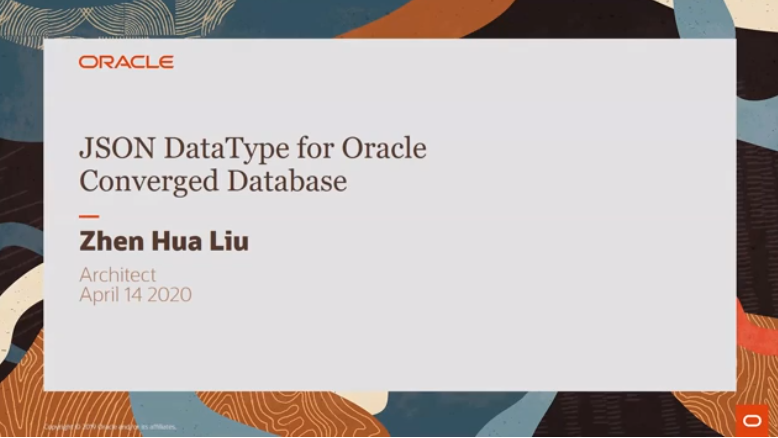 ORACLE
JSON DataType for Oracle
Converged Database
Zhen Hua Liu
Architect
April 14 2020
Copyright © 2019 Oracle and/or its affiliates.